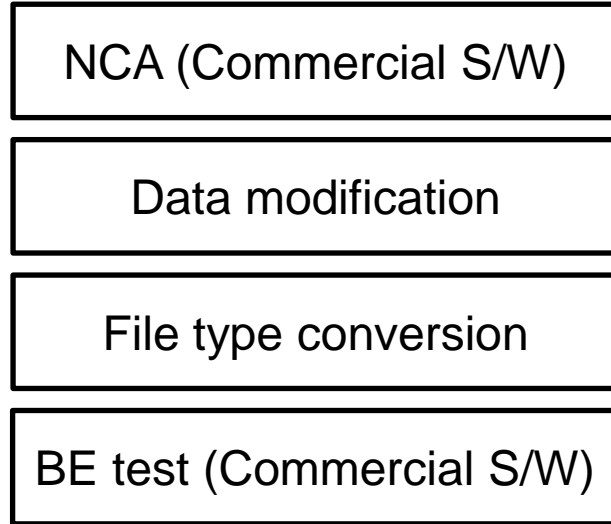 NCA (Commercial S/W)
Data modification
File type conversion
BE test (Commercial S/W)